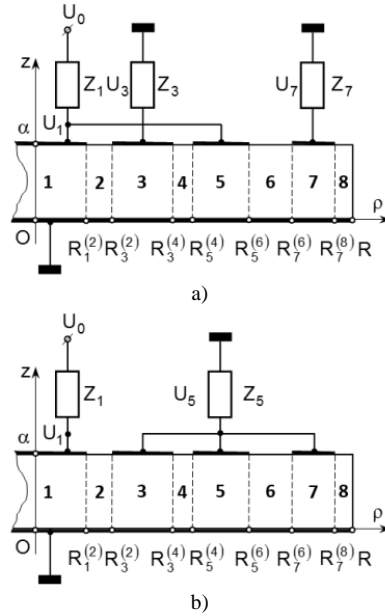 U₀
z
Z₁ U₃ Z₃ U₇ Z₇
α U₁
1 2 3 4 5 6 7 8
O ρ
R₁⁽²⁾ R₃⁽²⁾ R₃⁽⁴⁾ R₅⁽⁴⁾ R₅⁽⁶⁾ R₇⁽⁶⁾ R₇⁽⁸⁾ R
a)
U₀
z
Z₁ U₅ Z₅
α U₁
1 2 3 4 5 6 7 8
O ρ
R₁⁽²⁾ R₃⁽²⁾ R₃⁽⁴⁾ R₅⁽⁴⁾ R₅⁽⁶⁾ R₇⁽⁶⁾ R₇⁽⁸⁾ R
b)